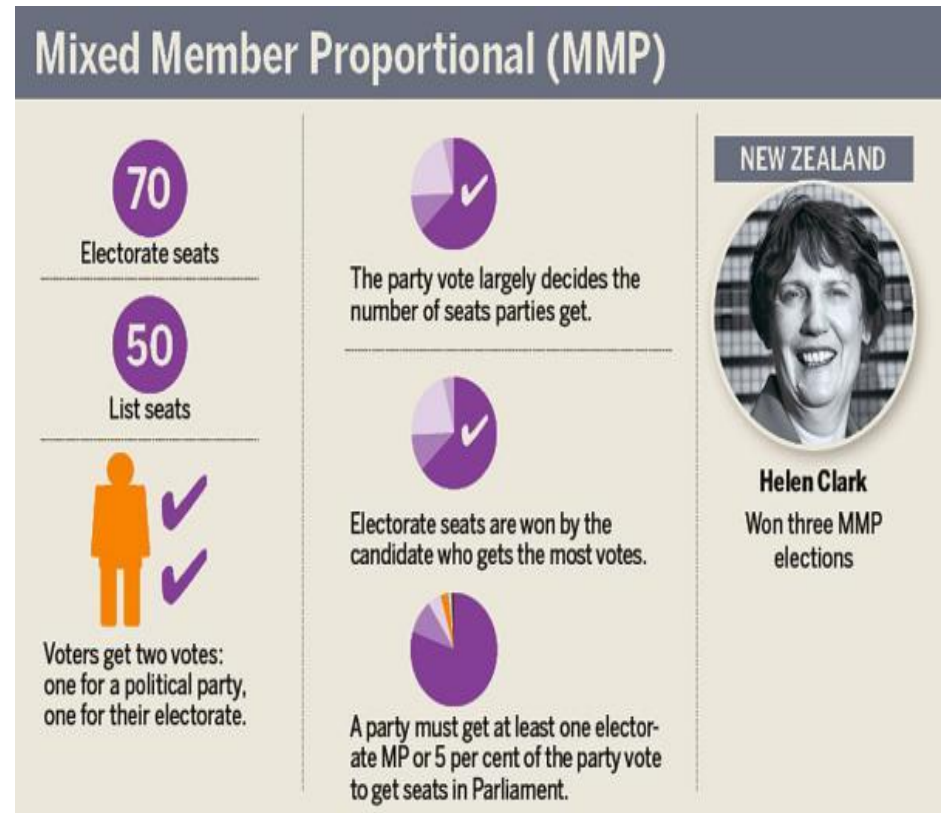 Mixed Member Proportional (MMP)
70
Electorate seats
50
List seats
Voters get two votes:
one for a political party,
one for their electorate.
The party vote largely decides the
number of seats parties get.
Electorate seats are won by the
candidate who gets the most votes.
A party must get at least one elector-
ate MP or 5 per cent of the party vote
to get seats in Parliament.
NEW ZEALAND
Helen Clark
Won three MMP
elections